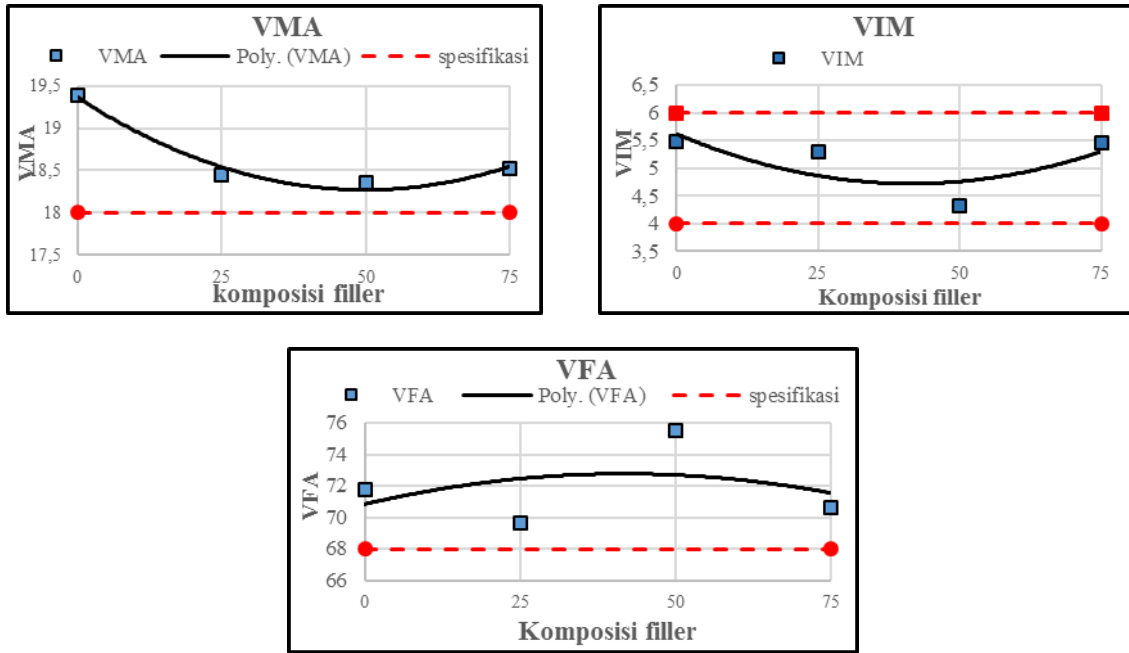 VMA
VMA Poly. (VMA) spesifikasi
19,5
19
18,5
18
17,5
VMA
0 25 50 75
komposisi filler
VIM
VIM
6,5
6
5,5
5
4,5
4
3,5
VIM
0 25 50 75
Komposisi filler
VFA
VFA Poly. (VFA) spesifikasi
76
74
72
70
68
66
VFA
0 25 50 75
Komposisi filler